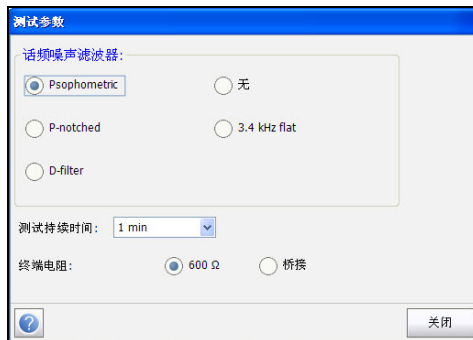 测试参数
话频噪声滤波器:
Psophometric 无
P-notched 3.4 kHz flat
D-filter
测试持续时间: 1 min
终端电阻: 600 Ω 桥接
? 关闭